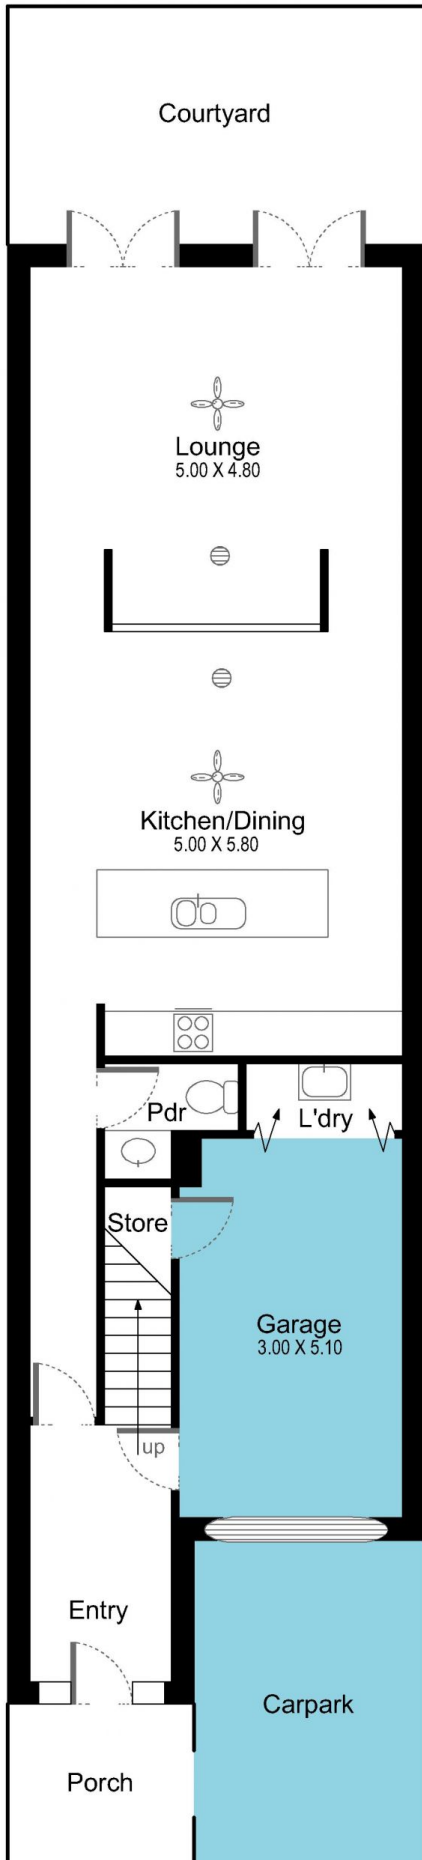 Courtyard
Lounge
5.00 X 4.80
Kitchen/Dining
5.00 X 5.80
Pdr
L'dry
Store
Garage
3.00 X 5.10
up
Entry
Carpark
Porch